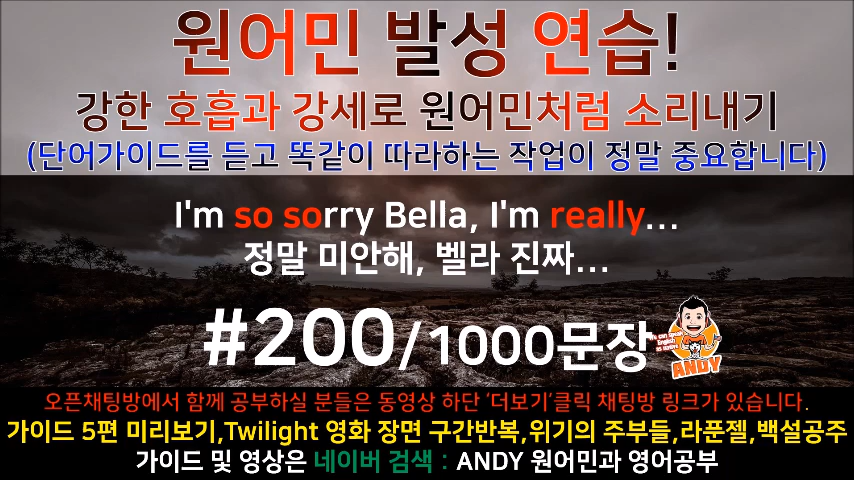 원어민 발성 연습!
강한 호흡과 강세로 원어민처럼 소리내기
(단어가이드를 듣고 똑같이 따라하는 작업이 정말 중요합니다)
I'm so sorry Bella, I'm really...
정말 미안해, 벨라 진짜...
#200/1000문장
We can speak
English
as native
ANDY
오픈채팅방에서 함께 공부하실 분들은 동영상 하단 '더보기'클릭 채팅방 링크가 있습니다.
가이드 5편 미리보기,Twilight 영화 장면 구간반복,위기의 주부들,라푼젤,백설공주
가이드 및 영상은 네이버 검색 : ANDY 원어민과 영어공부